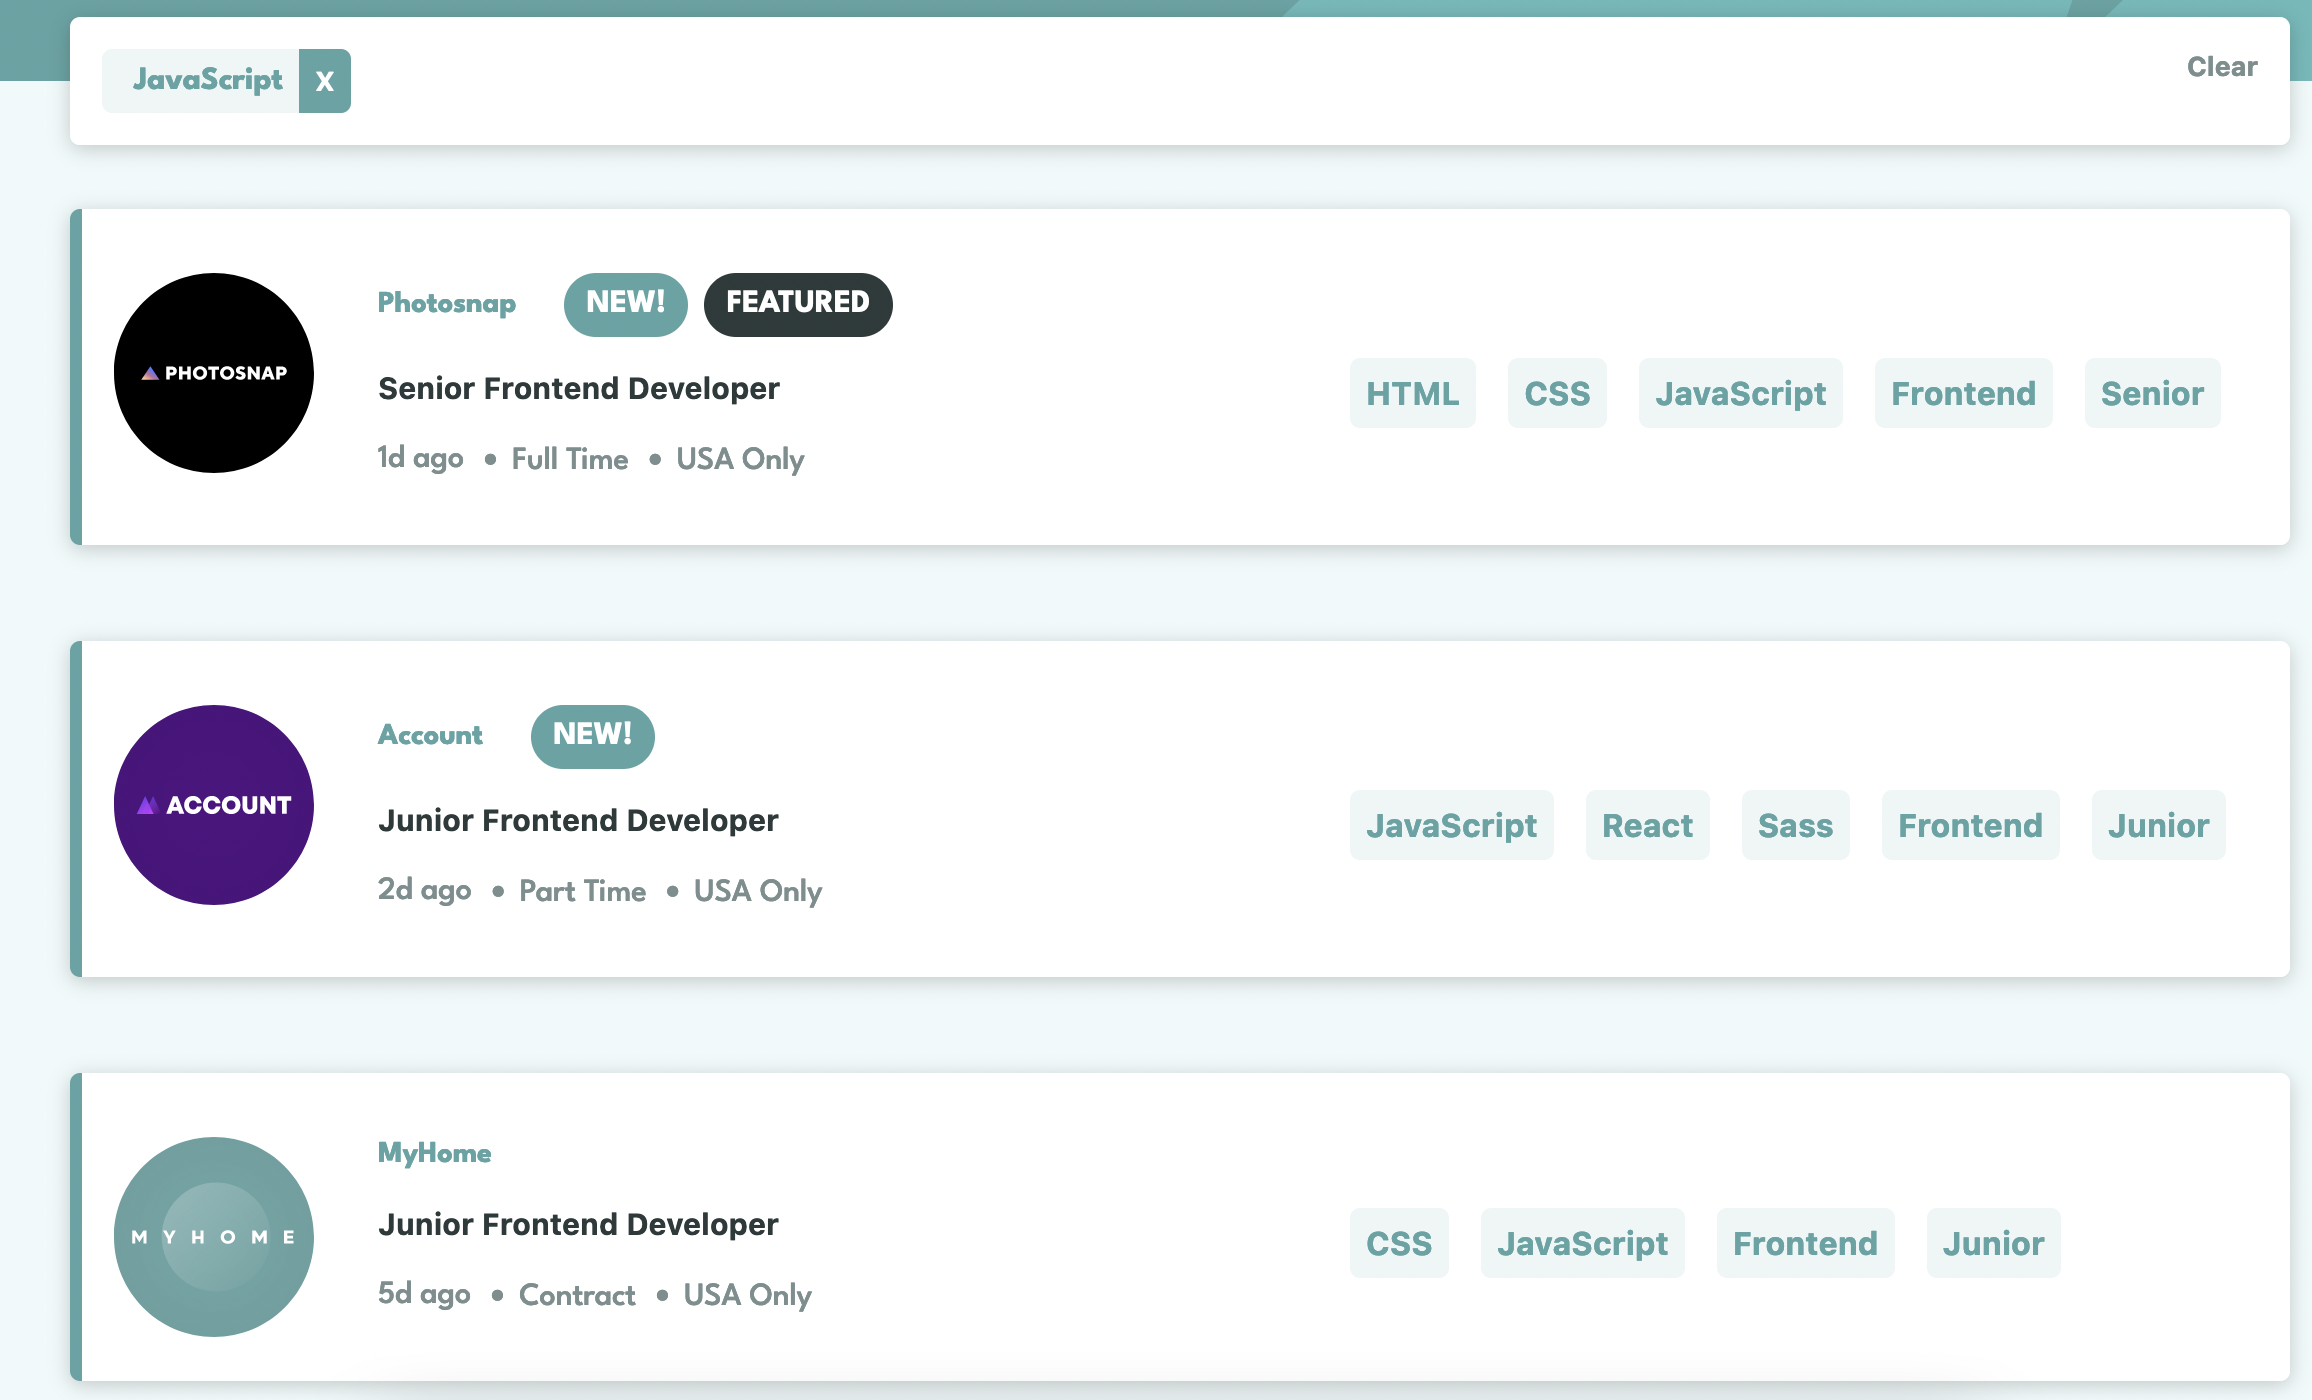 JavaScript X
Clear
PHOTOSNAP
Photosnap NEW! FEATURED
Senior Frontend Developer
1d ago • Full Time • USA Only
HTML CSS JavaScript Frontend Senior
ACCOUNT
Account NEW!
Junior Frontend Developer
2d ago • Part Time • USA Only
JavaScript React Sass Frontend Junior
MYHOME
MyHome
Junior Frontend Developer
5d ago • Contract • USA Only
CSS JavaScript Frontend Junior